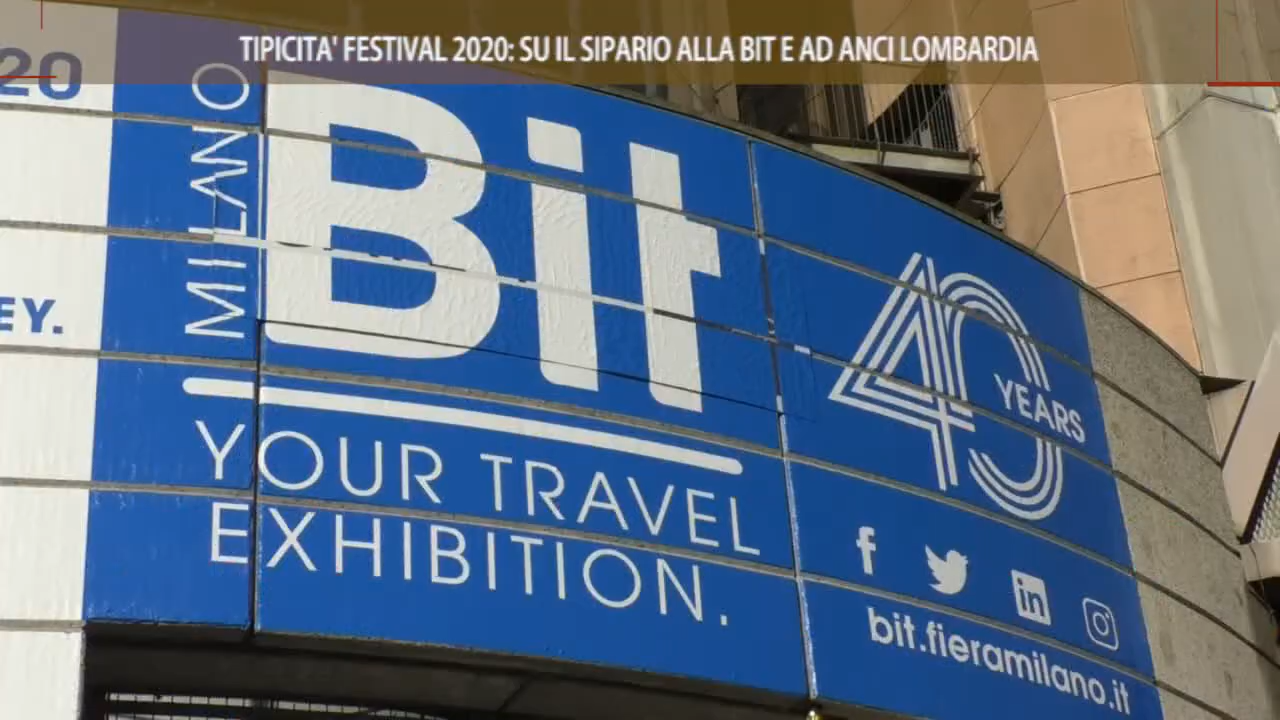 TIPICITA' FESTIVAL 2020: SU IL SIPARIO ALLA BIT E AD ANCI LOMBARDIA
20
EY.
MILANO
Bit
YOUR TRAVEL
EXHIBITION.
40
YEARS
f
in
bit.fieramilano.it